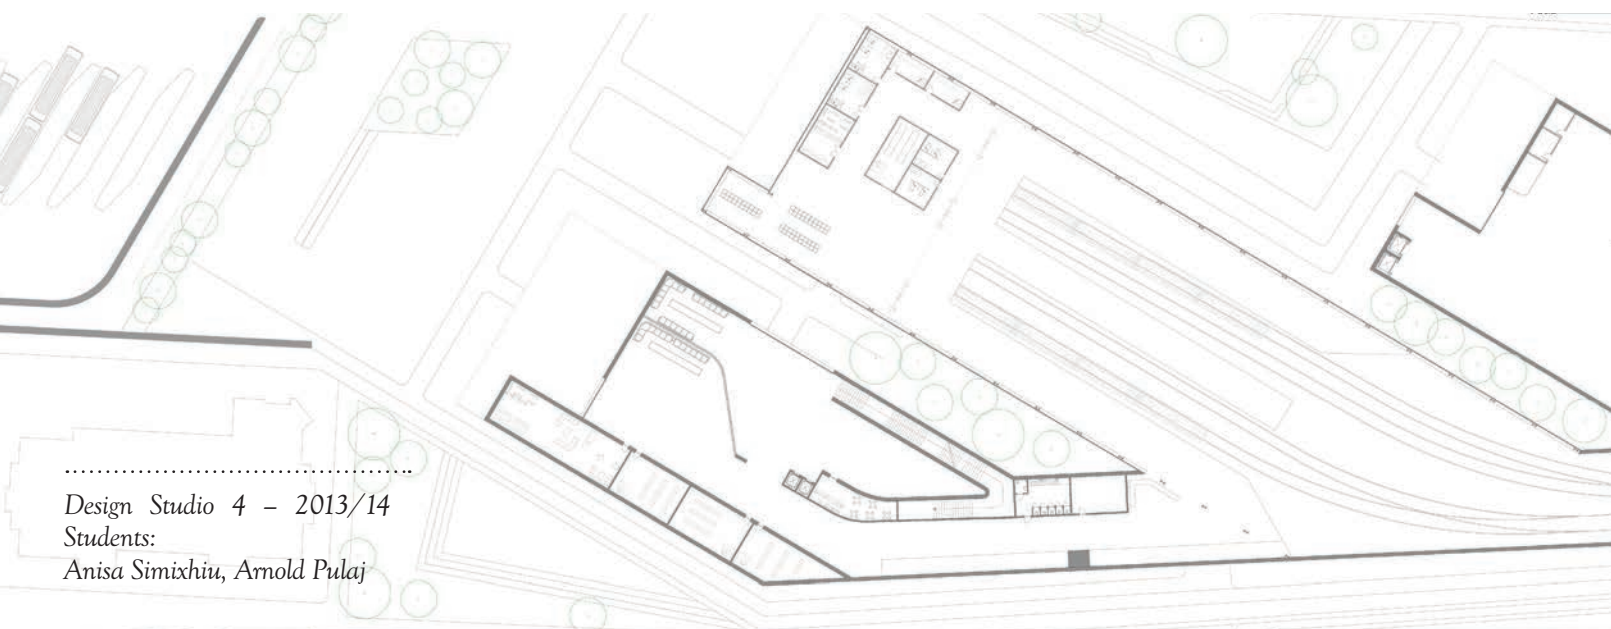 Design Studio 4 – 2013/14
Students:
Anisa Simixhiu, Arnold Pulaj